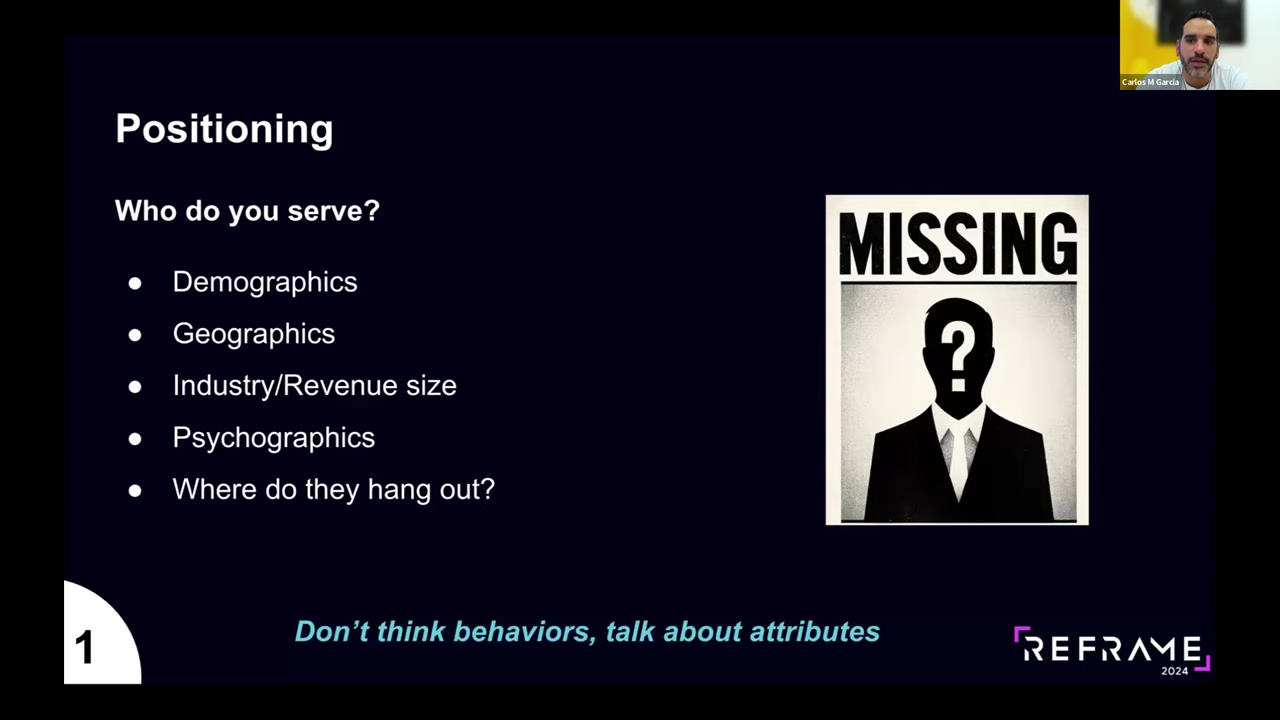 Carlos M Garcia
Positioning
Who do you serve?
● Demographics
● Geographics
● Industry/Revenue size
● Psychographics
● Where do they hang out?
MISSING
?
Don't think behaviors, talk about attributes
1
REFRAME
2024